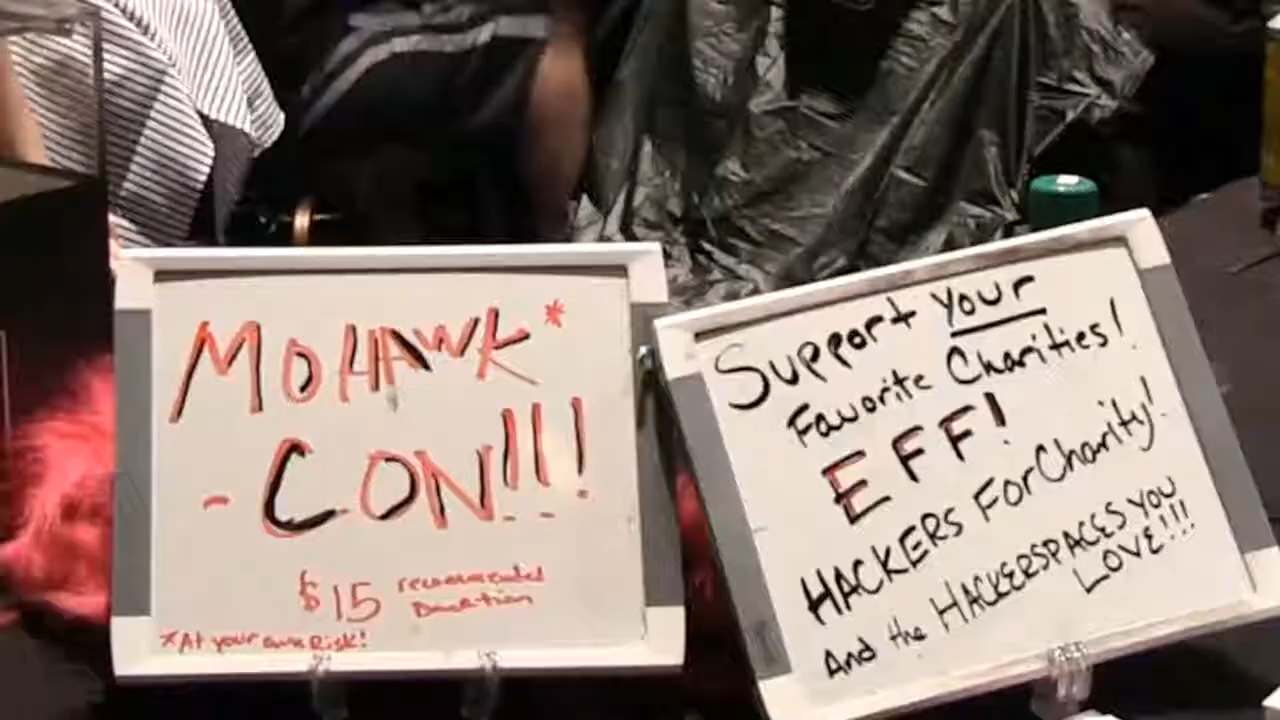 MOHAWK*
-CON!!!
$15 recommended
Donation
*At your own Risk!
Support your
Favorite Charities!
EFF!
HACKERS FOR Charity!
And the HACKERSPACES YOU
LOVE!!!